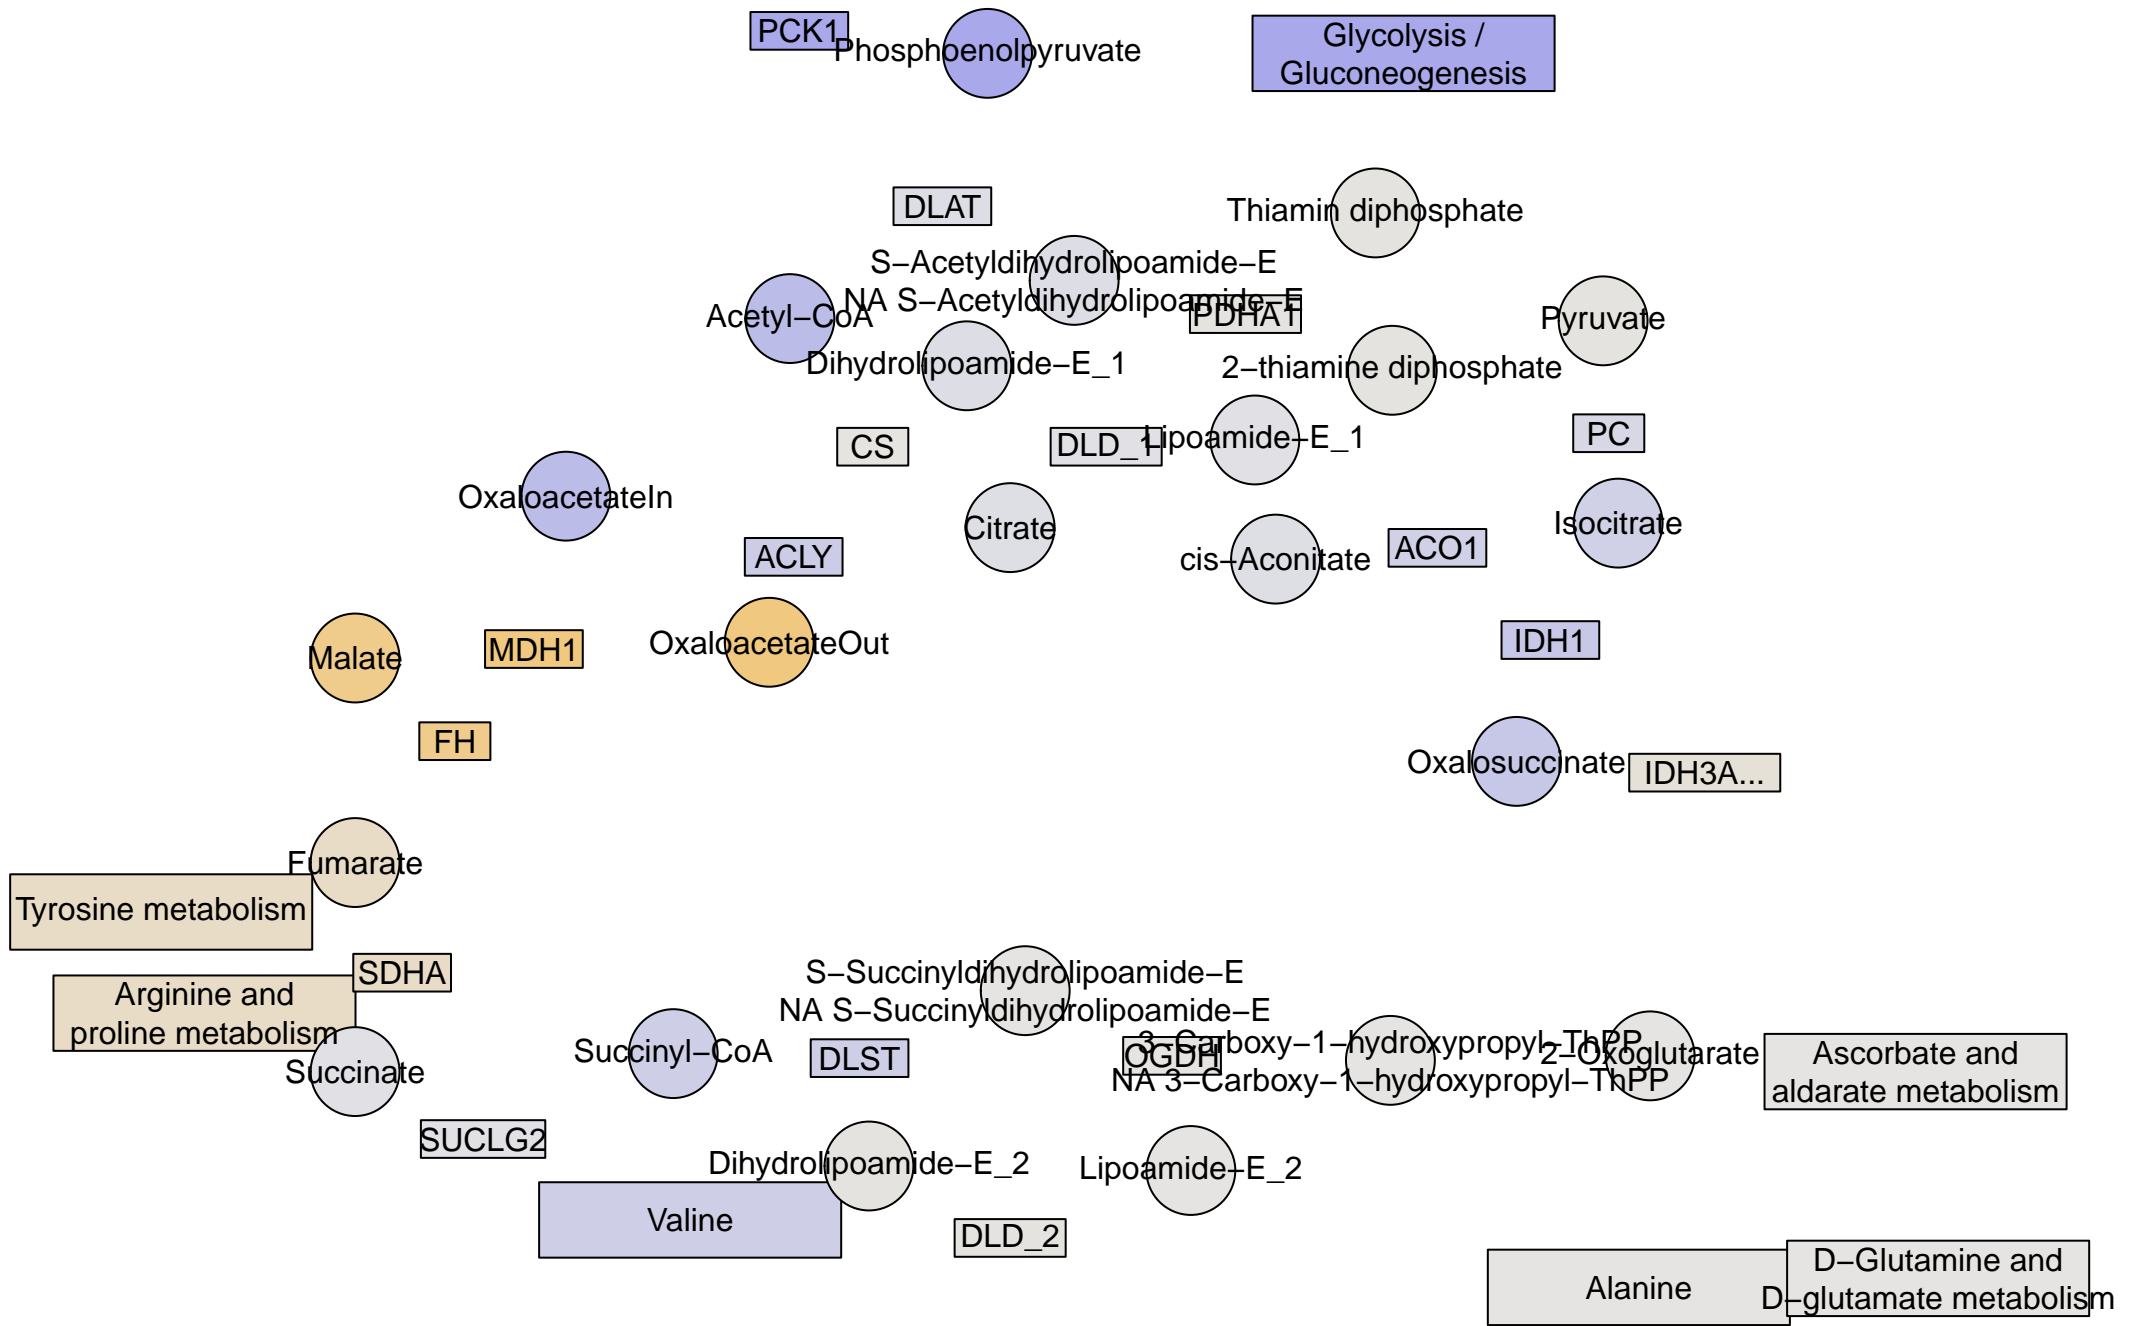 PCK1
Phosphoenolpyruvate
Glycolysis /
Gluconeogenesis
DLAT
Thiamin diphosphate
S−Acetyldihydrolipoamide−E
NA S−Acetyldihydrolipoamide−E
PDHA1
Acetyl−CoA
Pyruvate
Dihydrolipoamide−E_1
2−thiamine diphosphate
CS
DLD_1
Lipoamide−E_1
PC
OxaloacetateIn
Citrate
Isocitrate
ACLY
cis−Aconitate
ACO1
Malate
MDH1
OxaloacetateOut
IDH1
FH
Oxalosuccinate
IDH3A...
Fumarate
Tyrosine metabolism
SDHA
Arginine and
proline metabolism
Succinate
S−Succinyldihydrolipoamide−E
NA S−Succinyldihydrolipoamide−E
Succinyl−CoA
DLST
OGDH
3−Carboxy−1−hydroxypropyl−ThPP
NA 3−Carboxy−1−hydroxypropyl−ThPP
2−Oxoglutarate
Ascorbate and
aldarate metabolism
SUCLG2
Dihydrolipoamide−E_2
Lipoamide−E_2
Valine
DLD_2
Alanine
D−Glutamine and
D−glutamate metabolism